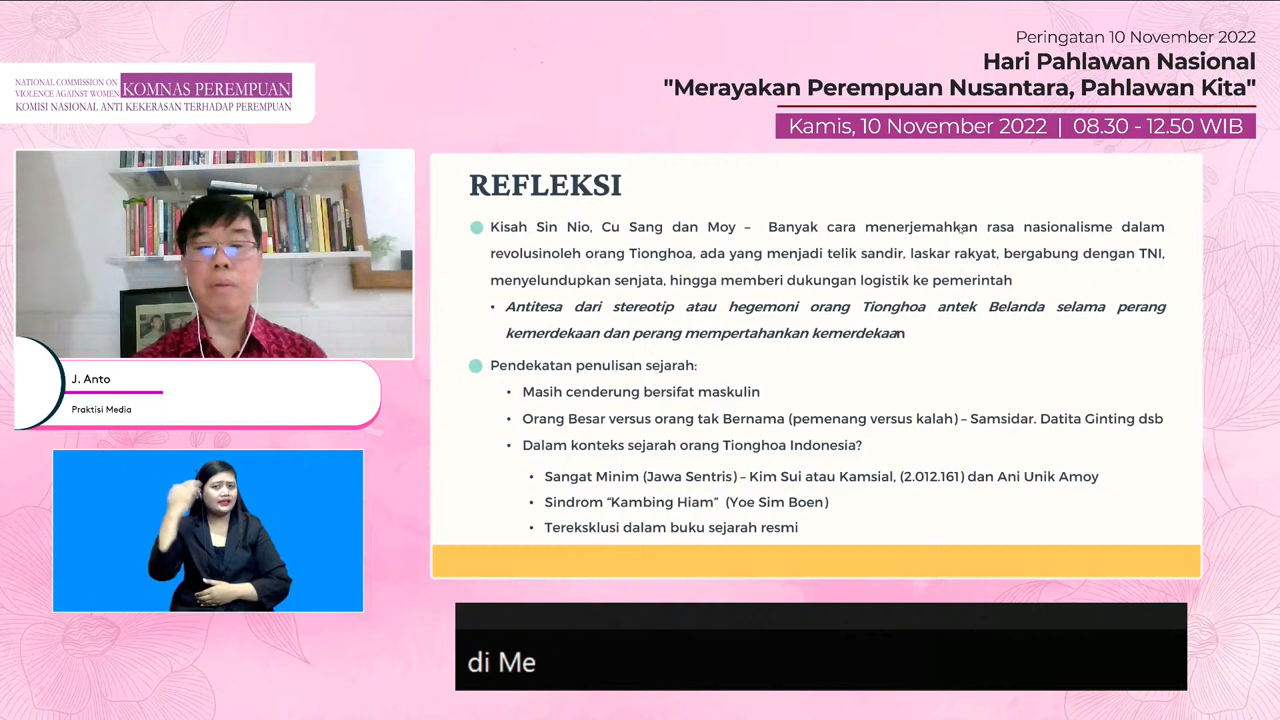 Peringatan 10 November 2022
Hari Pahlawan Nasional
"Merayakan Perempuan Nusantara, Pahlawan Kita"
Kamis, 10 November 2022 | 08.30 - 12.50 WIB
NATIONAL COMMISSION ON
VIOLENCE AGAINST WOMEN
KOMNAS PEREMPUAN
KOMISI NASIONAL ANTI KEKERASAN TERHADAP PEREMPUAN
J. Anto
Praktisi Media
REFLEKSI
Kisah Sin Nio, Cu Sang dan Moy – Banyak cara menerjemahkan rasa nasionalisme dalam
revolusinoleh orang Tionghoa, ada yang menjadi telik sandir, laskar rakyat, bergabung dengan TNI,
menyelundupkan senjata, hingga memberi dukungan logistik ke pemerintah
• Antitesa dari stereotip atau hegemoni orang Tionghoa antek Belanda selama perang
kemerdekaan dan perang mempertahankan kemerdekaan
Pendekatan penulisan sejarah:
• Masih cenderung bersifat maskulin
• Orang Besar versus orang tak Bernama (pemenang versus kalah) – Samsidar. Datita Ginting dsb
• Dalam konteks sejarah orang Tionghoa Indonesia?
• Sangat Minim (Jawa Sentris) – Kim Sui atau Kamsial, (2.012.161) dan Ani Unik Amoy
• Sindrom “Kambing Hiam” (Yoe Sim Boen)
• Tereksklusi dalam buku sejarah resmi
di Me